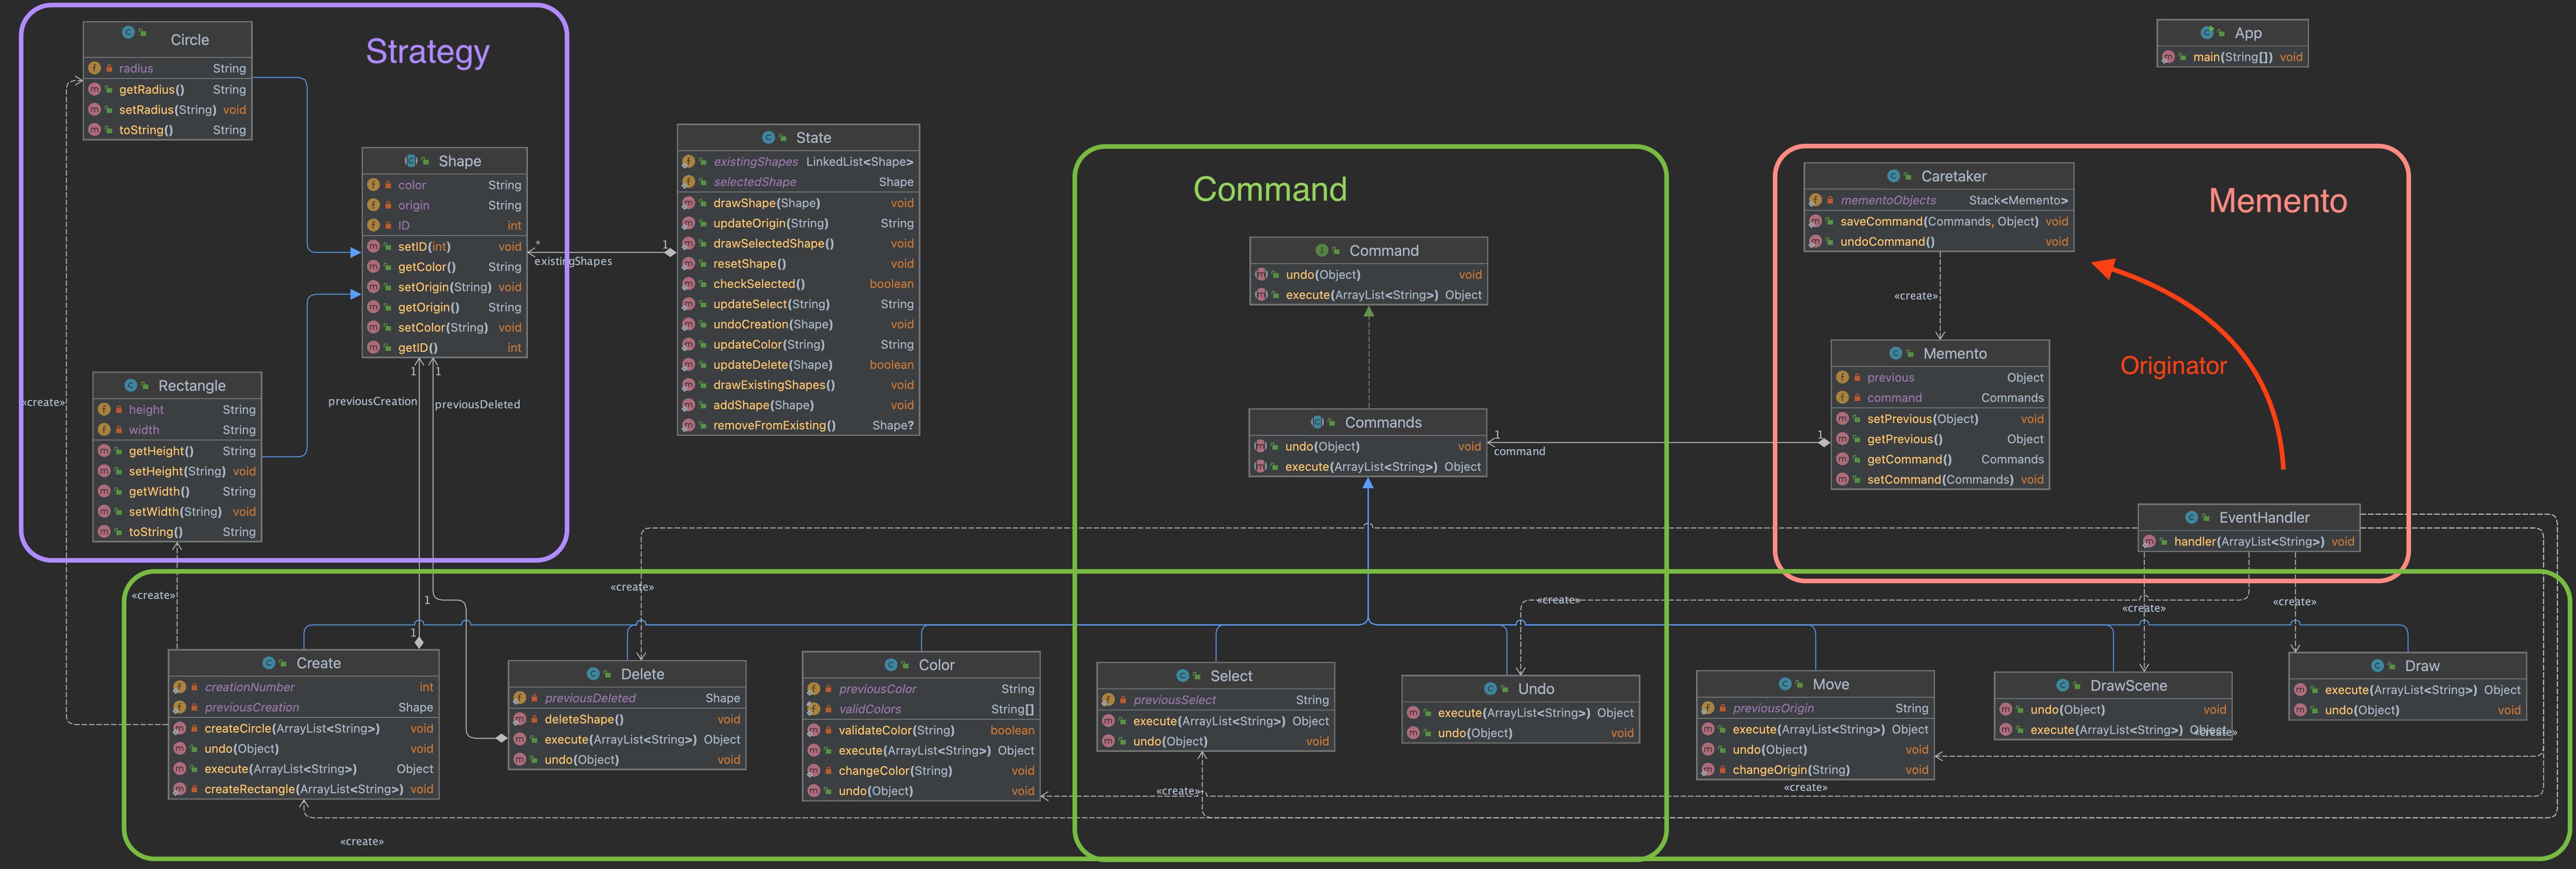 Strategy
Circle
radius String
getRadius() String
setRadius(String) void
toString() String
Shape
color String
origin String
ID int
setID(int) void
getColor() String
setOrigin(String) void
getOrigin() String
setColor(String) void
getID() int
Rectangle
height String
width String
getHeight() String
setHeight(String) void
getWidth() String
setWidth(String) void
toString() String
«create»
1
1
previousCreation
previousDeleted
*
1
existingShapes
State
existingShapes LinkedList<Shape>
selectedShape Shape
drawShape(Shape) void
updateOrigin(String) String
drawSelectedShape() void
resetShape() void
checkSelected() boolean
updateSelect(String) String
undoCreation(Shape) void
updateColor(String) String
updateDelete(Shape) boolean
drawExistingShapes() void
addShape(Shape) void
removeFromExisting() Shape?
Command
Command
undo(Object) void
execute(ArrayList<String>) Object
Commands
undo(Object) void
execute(ArrayList<String>) Object
1
command
1
App
main(String[]) void
Memento
Caretaker
mementoObjects Stack<Memento>
saveCommand(Commands, Object) void
undoCommand() void
«create»
Memento
previous Object
command Commands
setPrevious(Object) void
getPrevious() Object
getCommand() Commands
setCommand(Commands) void
Originator
EventHandler
handler(ArrayList<String>) void
«create»
«create»
«create»
«create»
«create»
1
1
Create
creationNumber int
previousCreation Shape
createCircle(ArrayList<String>) void
undo(Object) void
execute(ArrayList<String>) Object
createRectangle(ArrayList<String>) void
Delete
previousDeleted Shape
deleteShape() void
execute(ArrayList<String>) Object
undo(Object) void
Color
previousColor String
validColors String[]
validateColor(String) boolean
execute(ArrayList<String>) Object
changeColor(String) void
undo(Object) void
Select
previousSelect String
execute(ArrayList<String>) Object
undo(Object) void
Undo
execute(ArrayList<String>) Object
undo(Object) void
Move
previousOrigin String
execute(ArrayList<String>) Object
undo(Object) void
changeOrigin(String) void
DrawScene
undo(Object) void
execute(ArrayList<String>) Object
«create»
Draw
execute(ArrayList<String>) Object
undo(Object) void
«create»
«create»
«create»